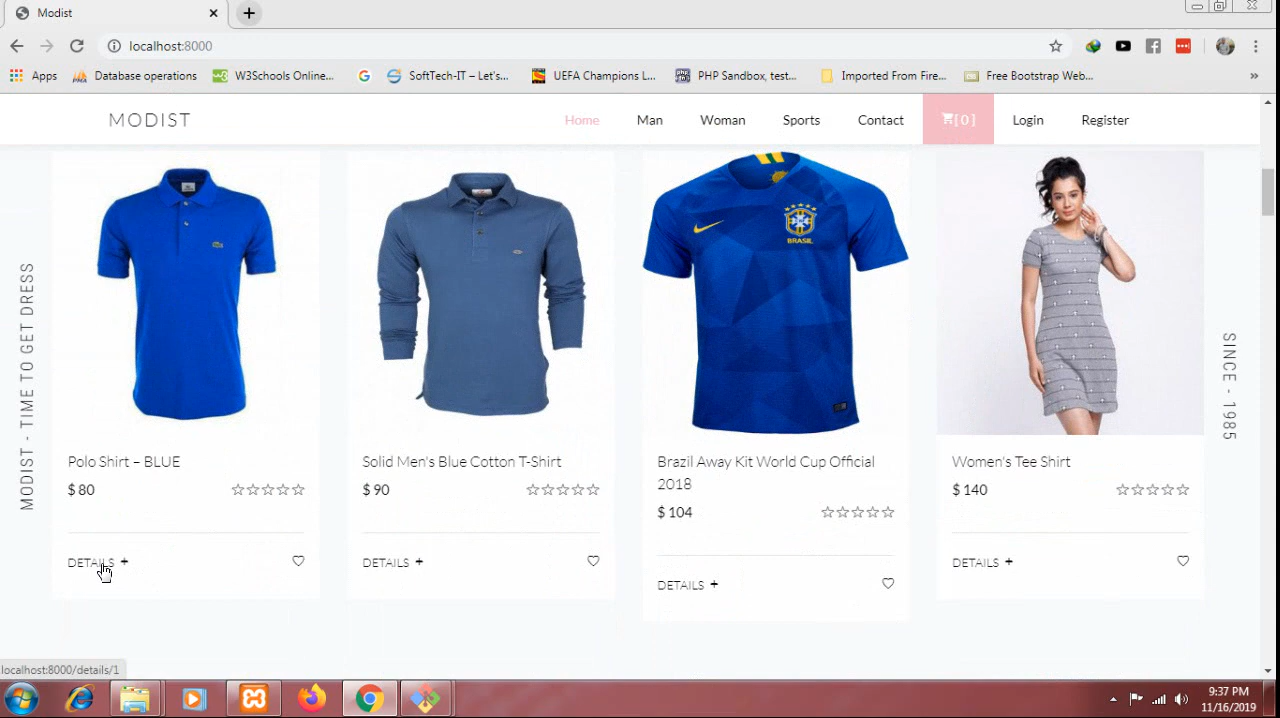 Modist
localhost:8000
Apps Database operations W3Schools Online... SoftTech-IT – Let's... UEFA Champions L... PHP Sandbox, test... Imported From Fire... Free Bootstrap Web... »
MODIST Home Man Woman Sports Contact [0] Login Register
MODIST - TIME TO GET DRESS
SINCE - 1985
BRASIL
Polo Shirt – BLUE
$ 80
DETAILS +
Solid Men's Blue Cotton T-Shirt
$ 90
DETAILS +
Brazil Away Kit World Cup Official
2018
$ 104
DETAILS +
Women's Tee Shirt
$ 140
DETAILS +
localhost:8000/details/1
9:37 PM
11/16/2019